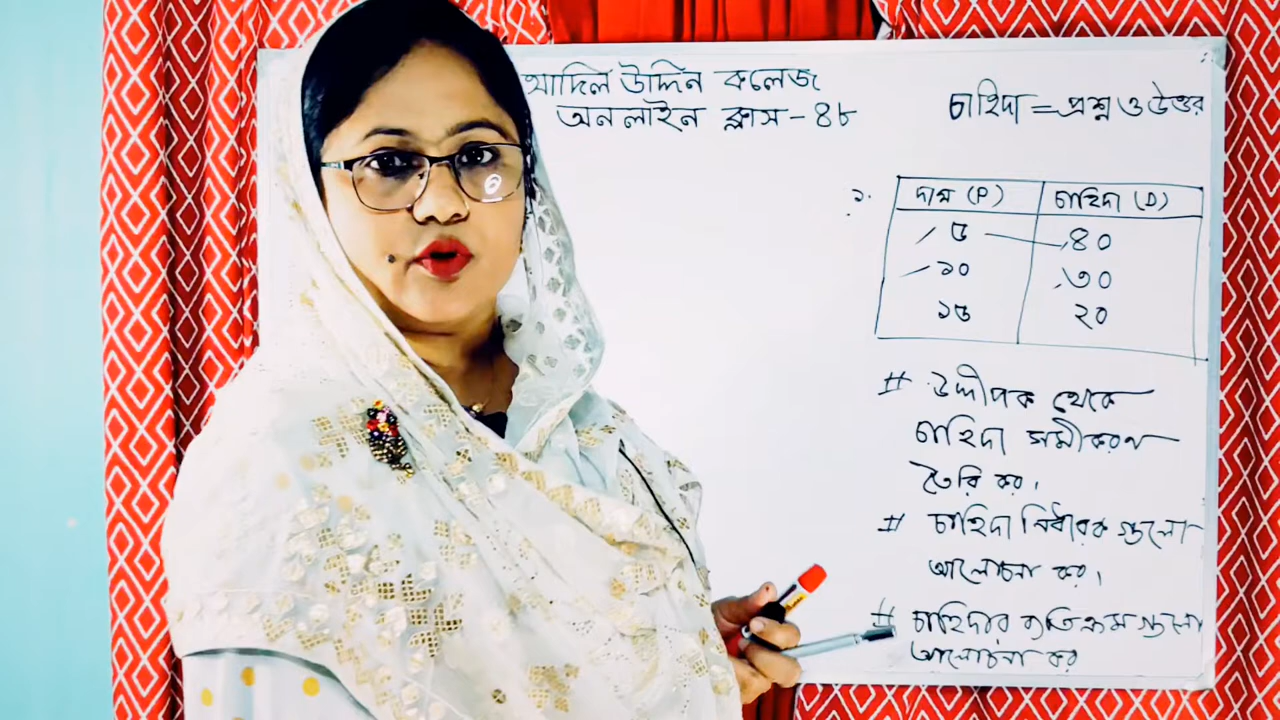 আদিল উদ্দিন কলেজ
অনলাইন ক্লাস - ৪৮
চাহিদা = প্রশ্ন ও উত্তর
১. দাম (P) চাহিদা (D)
৫ ৪০
১০ ৩০
১৫ ২০
# উদ্দীপক থেকে
চাহিদা সমীকরণ
তৈরি কর।
# চাহিদা নির্ধারক গুলো
আলোচনা কর।
# চাহিদার ব্যতিক্রম গুলো
আলোচনা কর